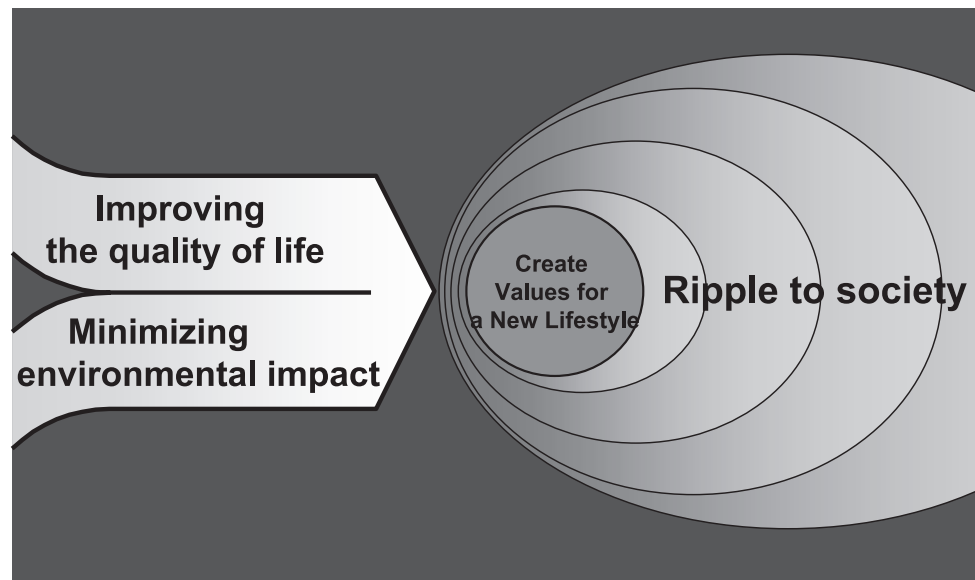 Improving
the quality of life
Minimizing
environmental impact
Create
Values for
a New Lifestyle
Ripple to society